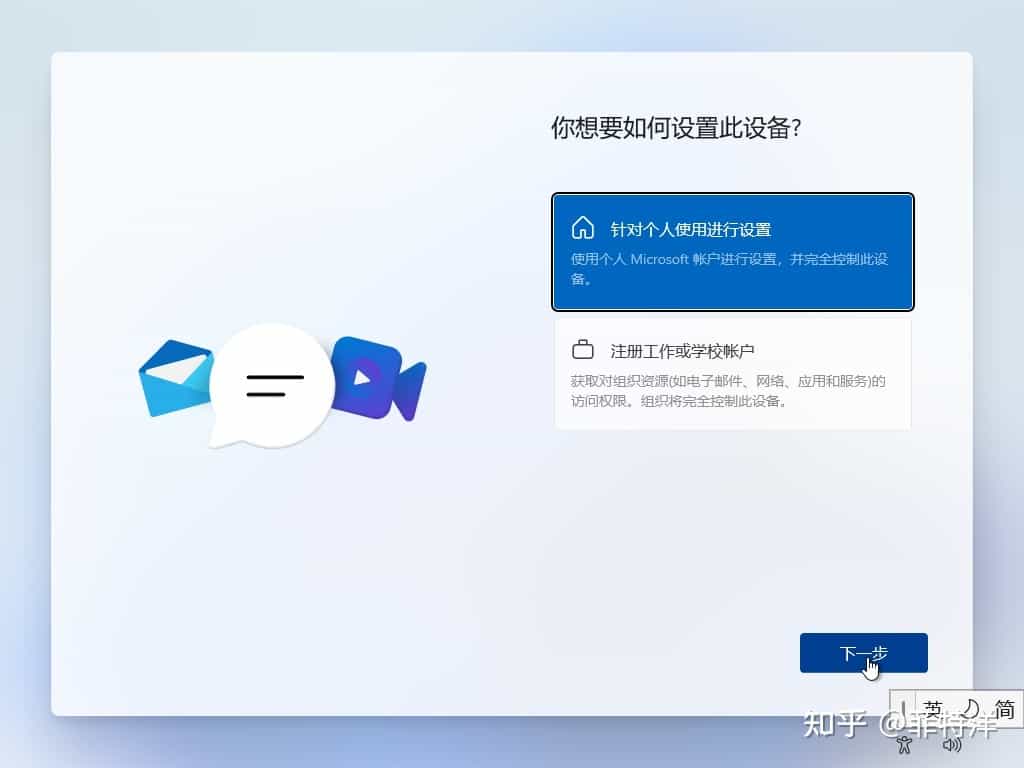 你想要如何设置此设备?
针对个人使用进行设置
使用个人 Microsoft 帐户进行设置，并完全控制此设
备。
注册工作或学校帐户
获取对组织资源(如电子邮件、网络、应用和服务)的
访问权限。组织将完全控制此设备。
下一步
英 简
知乎 @菲特洋